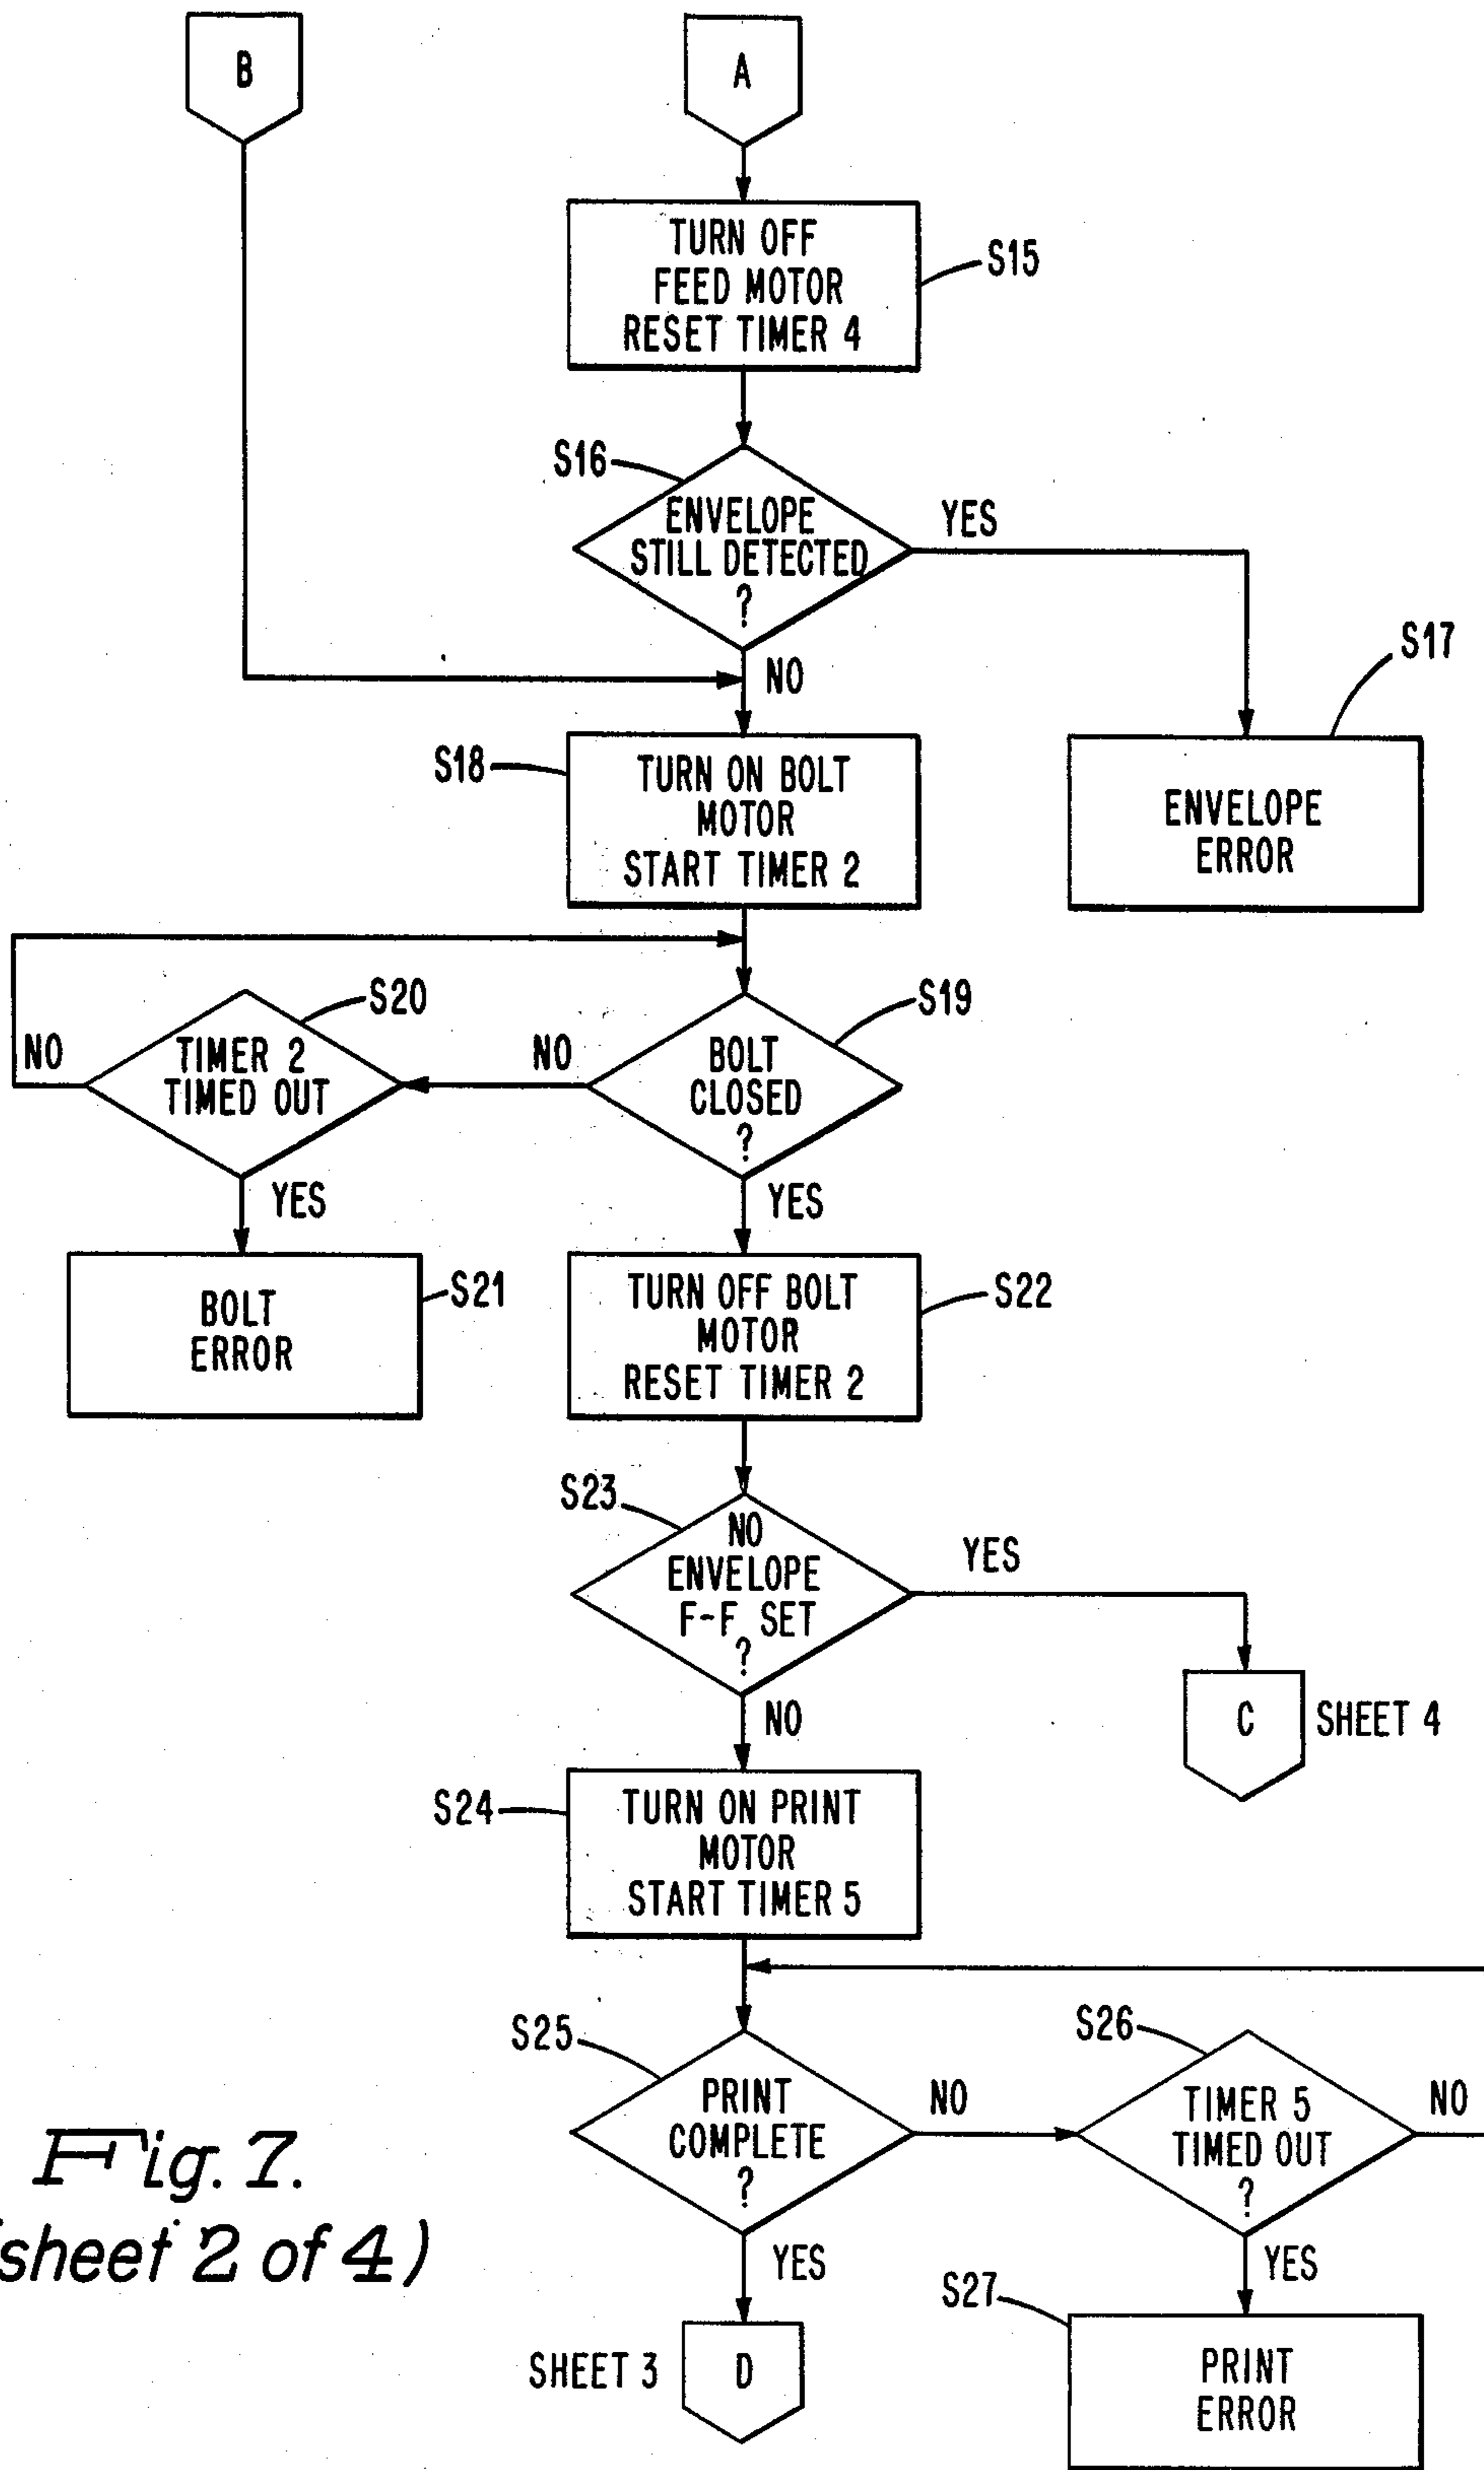 B
A
TURN OFF
FEED MOTOR
RESET TIMER 4
S15
S16
ENVELOPE
STILL DETECTED
?
YES
NO
S17
ENVELOPE
ERROR
S18
TURN ON BOLT
MOTOR
START TIMER 2
S20
TIMER 2
TIMED OUT
NO
YES
S19
BOLT
CLOSED
?
NO
YES
BOLT
ERROR
S21
TURN OFF BOLT
MOTOR
RESET TIMER 2
S22
S23
NO
ENVELOPE
F-F SET
?
YES
NO
C
SHEET 4
S24
TURN ON PRINT
MOTOR
START TIMER 5
S25
PRINT
COMPLETE
?
NO
YES
S26
TIMER 5
TIMED OUT
?
NO
YES
S27
PRINT
ERROR
SHEET 3
D
Fig. 7.
sheet 2 of 4)